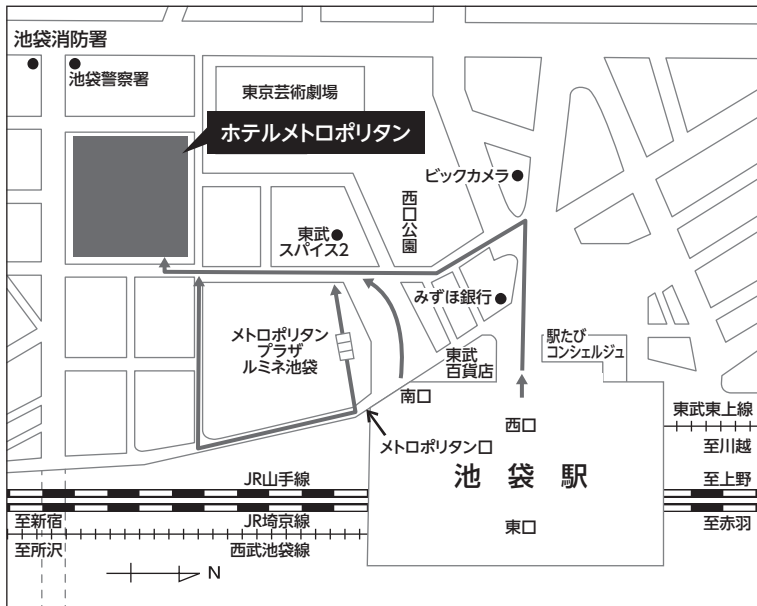 池袋消防署
池袋警察署
東京芸術劇場
ホテルメトロポリタン
ビックカメラ
西口公園
東武
スパイス2
みずほ銀行
メトロポリタン
プラザ
ルミネ池袋
駅たび
コンシェルジュ
東武
百貨店
南口
西口
メトロポリタン口
東武東上線
至川越
池袋駅
JR山手線
至上野
至新宿
JR埼京線
至赤羽
東口
至所沢
西武池袋線
N